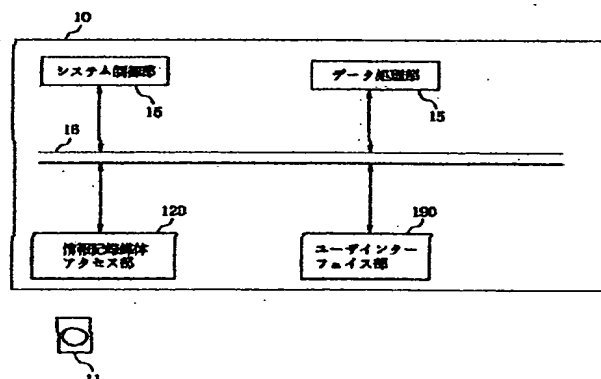 10
システム制御部
データ処理部
15
15
16
120
190
情報記録媒体
アクセス部
ユーザインター
フェイス部
11